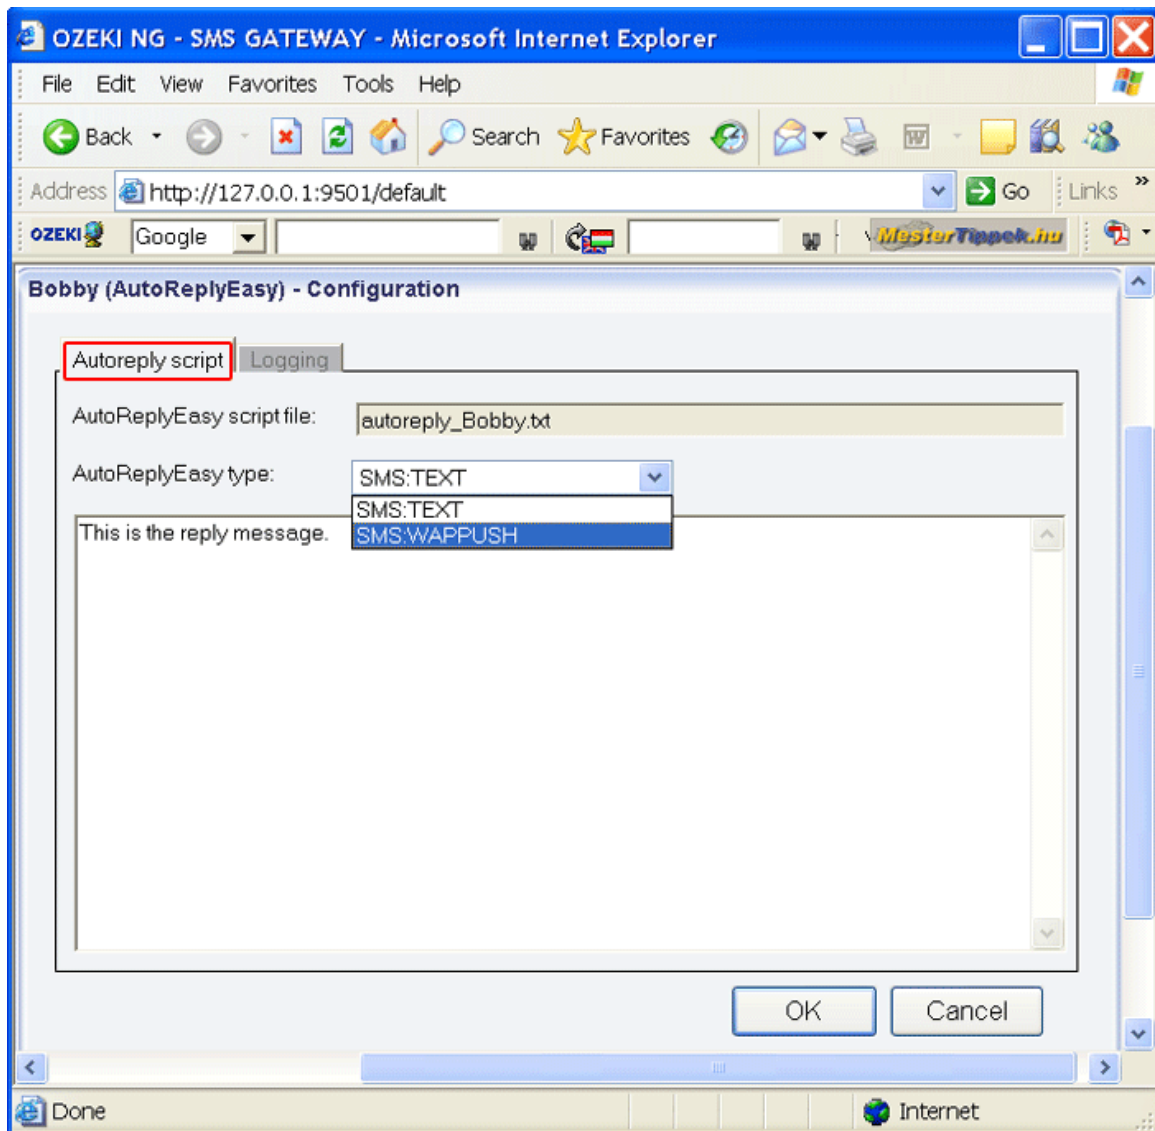 OZEKI NG - SMS GATEWAY - Microsoft Internet Explorer
File Edit View Favorites Tools Help
Back Search Favorites
Address http://127.0.0.1:9501/default Go Links »
OZEKI Google MesterTippek.hu
Bobby (AutoReplyEasy) - Configuration
Autoreply script Logging
AutoReplyEasy script file: autoreply_Bobby.txt
AutoReplyEasy type: SMS:TEXT
SMS:TEXT
SMS:WAPPUSH
This is the reply message.
OK Cancel
Done Internet